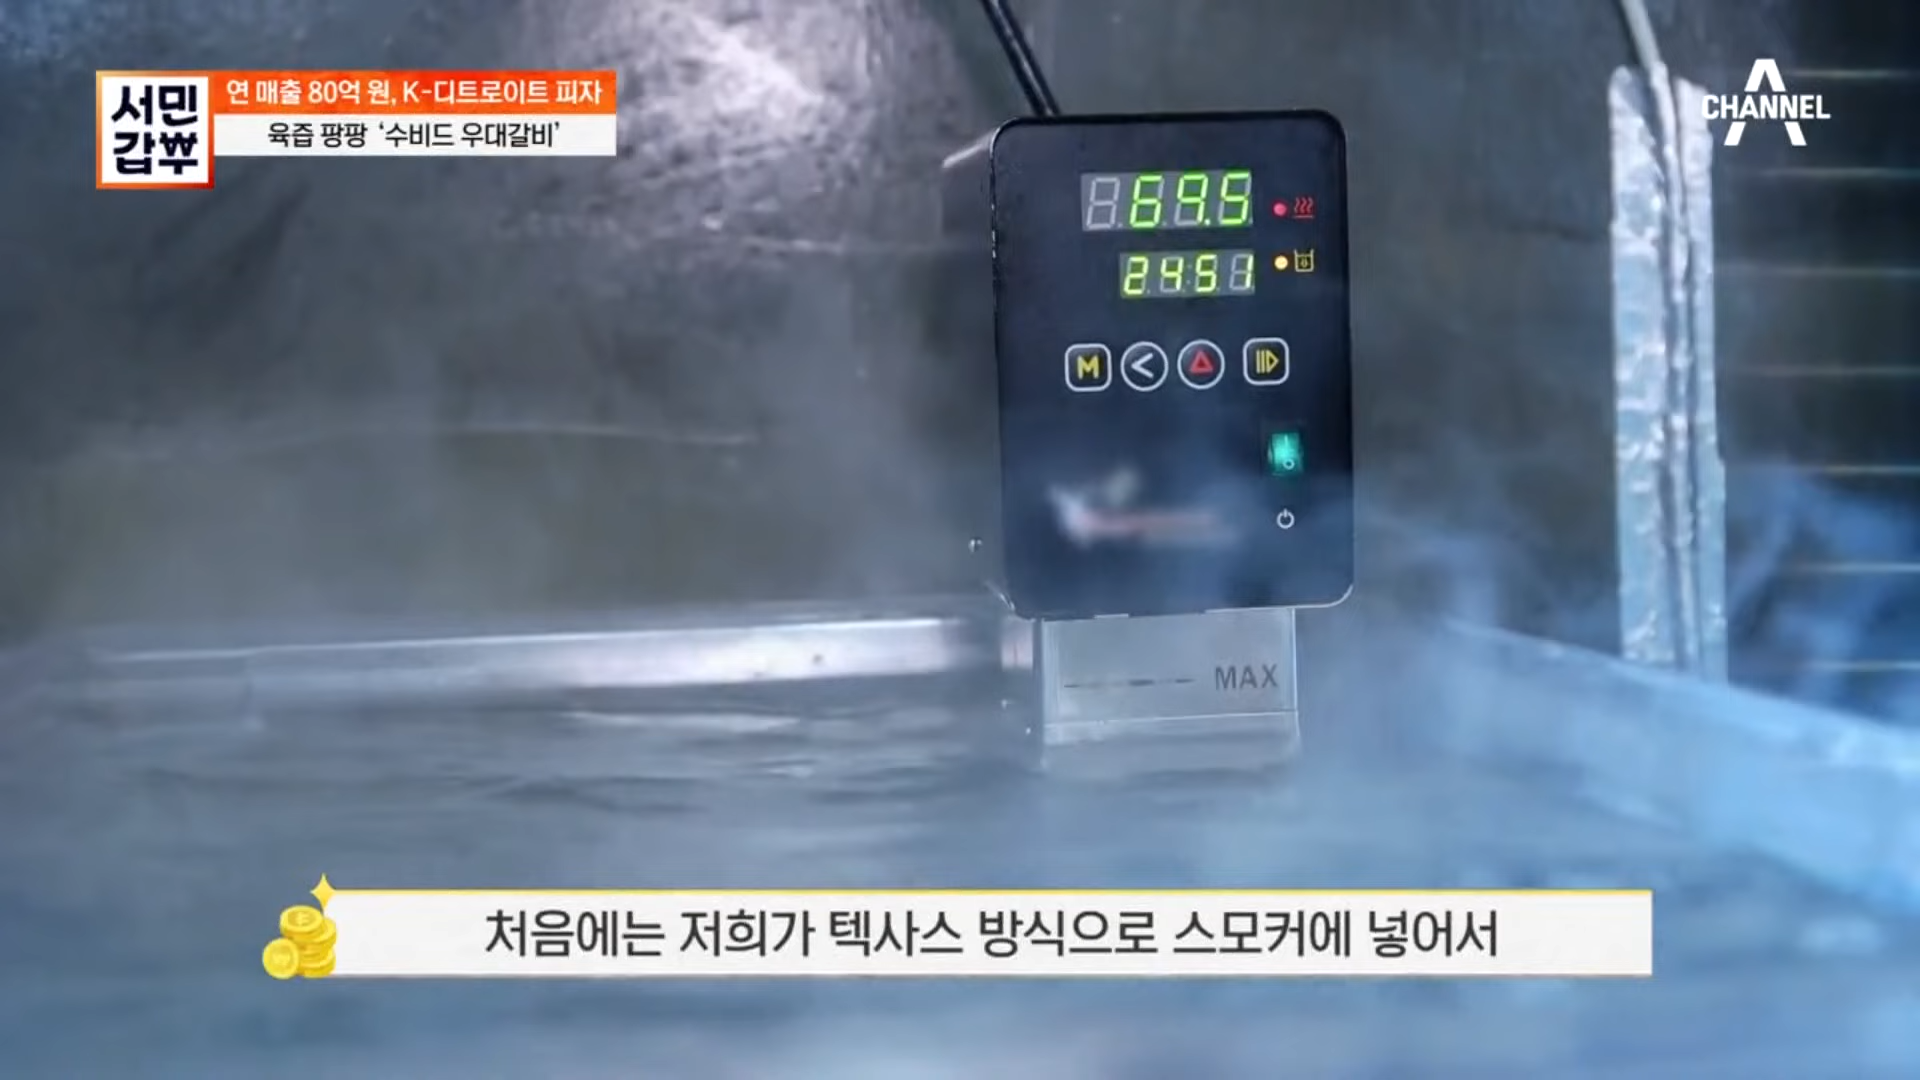 서민
갑부
연 매출 80억 원, K-디트로이트 피자
육즙 팡팡 ‘수비드 우대갈비’
CHANNEL A
69.5
24:51
M
MAX
처음에는 저희가 텍사스 방식으로 스모커에 넣어서